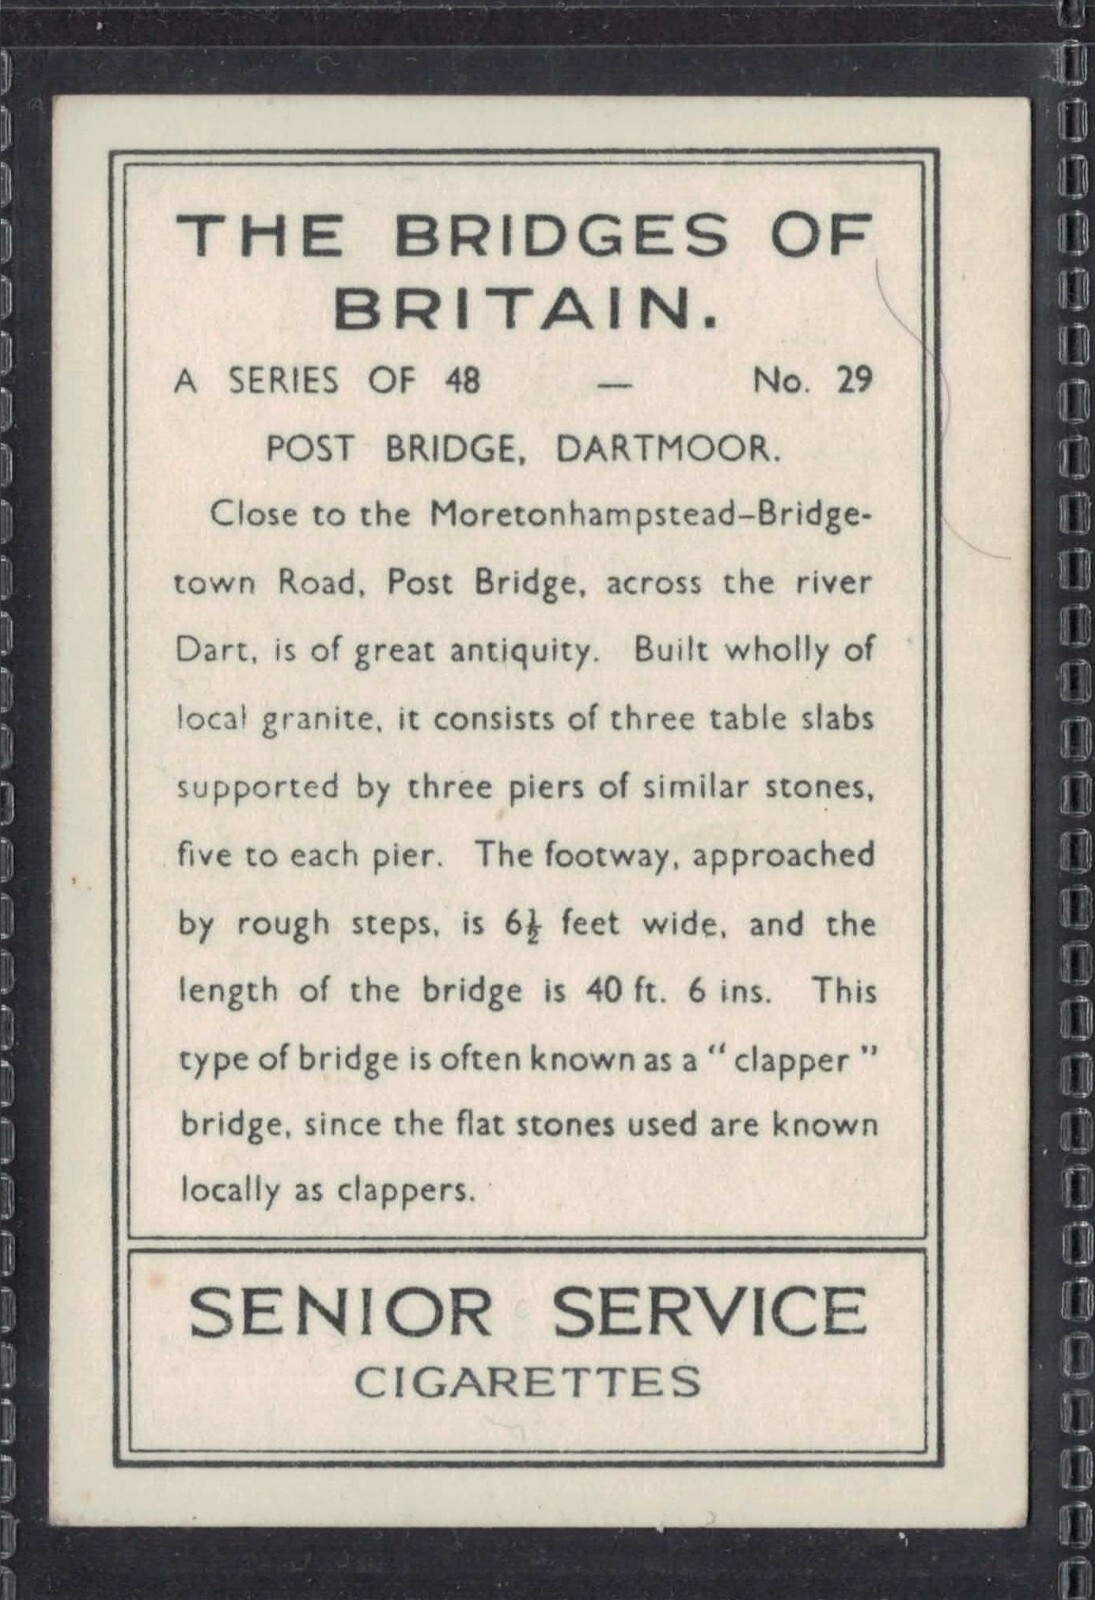 THE BRIDGES OF
BRITAIN.
A SERIES OF 48 — No. 29
POST BRIDGE, DARTMOOR.
Close to the Moretonhampstead–Bridge-
town Road, Post Bridge, across the river
Dart, is of great antiquity. Built wholly of
local granite, it consists of three table slabs
supported by three piers of similar stones,
five to each pier. The footway, approached
by rough steps, is 6½ feet wide, and the
length of the bridge is 40 ft. 6 ins. This
type of bridge is often known as a “ clapper ”
bridge, since the flat stones used are known
locally as clappers.
SENIOR SERVICE
CIGARETTES